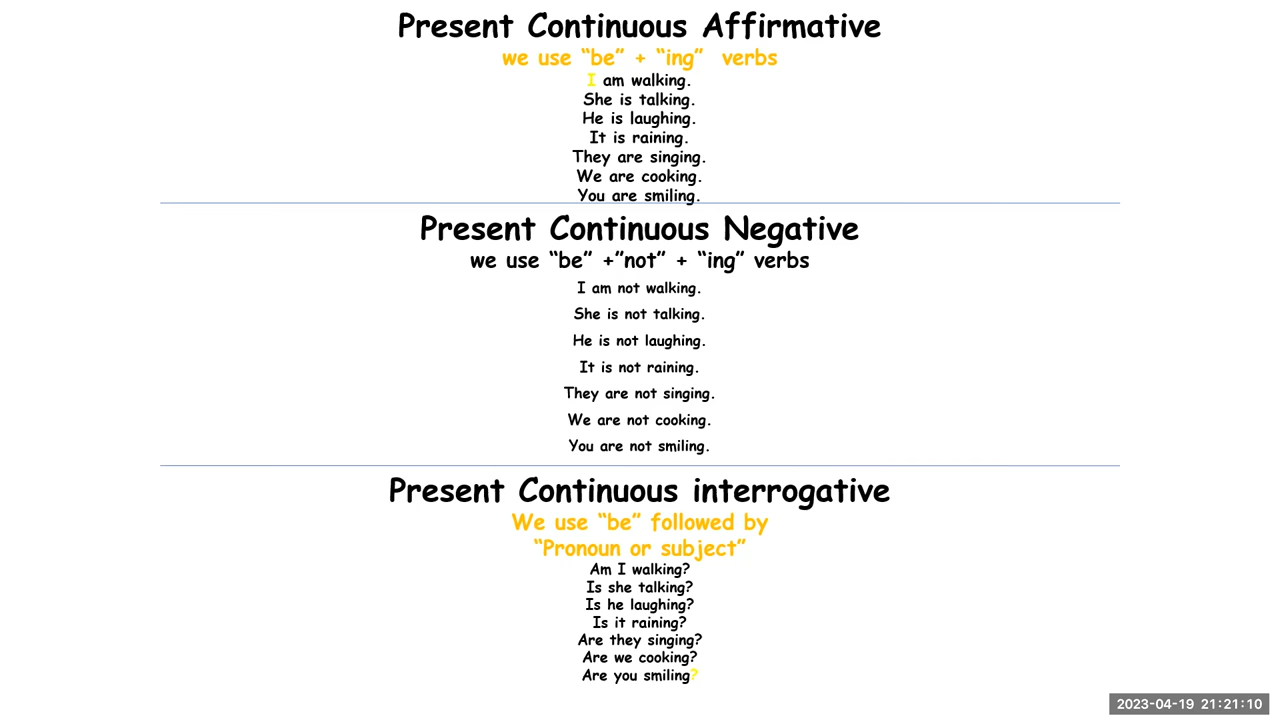 Present Continuous Affirmative
we use “be” + “ing” verbs
I am walking.
She is talking.
He is laughing.
It is raining.
They are singing.
We are cooking.
You are smiling.
Present Continuous Negative
we use “be” +”not” + “ing” verbs
I am not walking.
She is not talking.
He is not laughing.
It is not raining.
They are not singing.
We are not cooking.
You are not smiling.
Present Continuous interrogative
We use “be” followed by
“Pronoun or subject”
Am I walking?
Is she talking?
Is he laughing?
Is it raining?
Are they singing?
Are we cooking?
Are you smiling?
2023-04-19 21:21:10